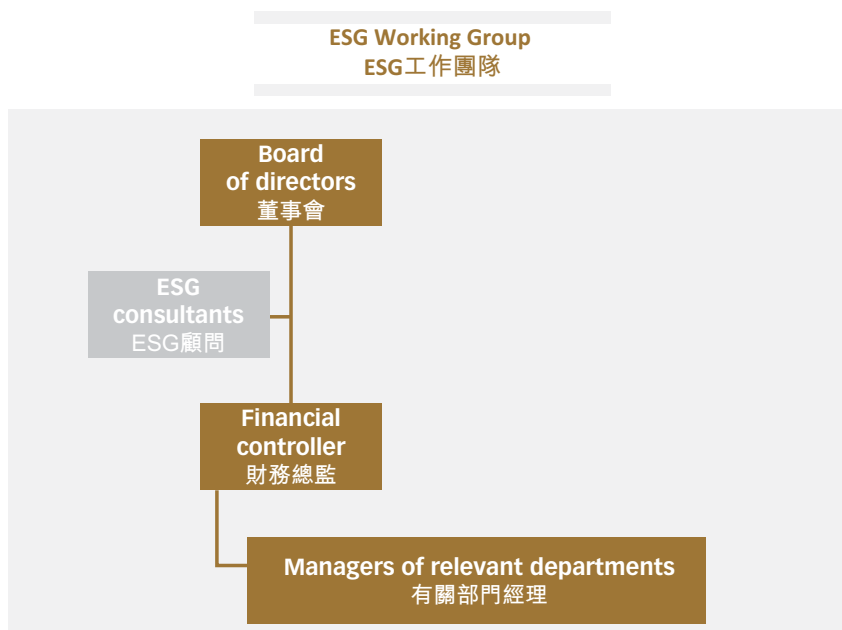 ESG Working Group
ESG工作團隊
Board
of directors
董事會
ESG
consultants
ESG顧問
Financial
controller
財務總監
Managers of relevant departments
有關部門經理